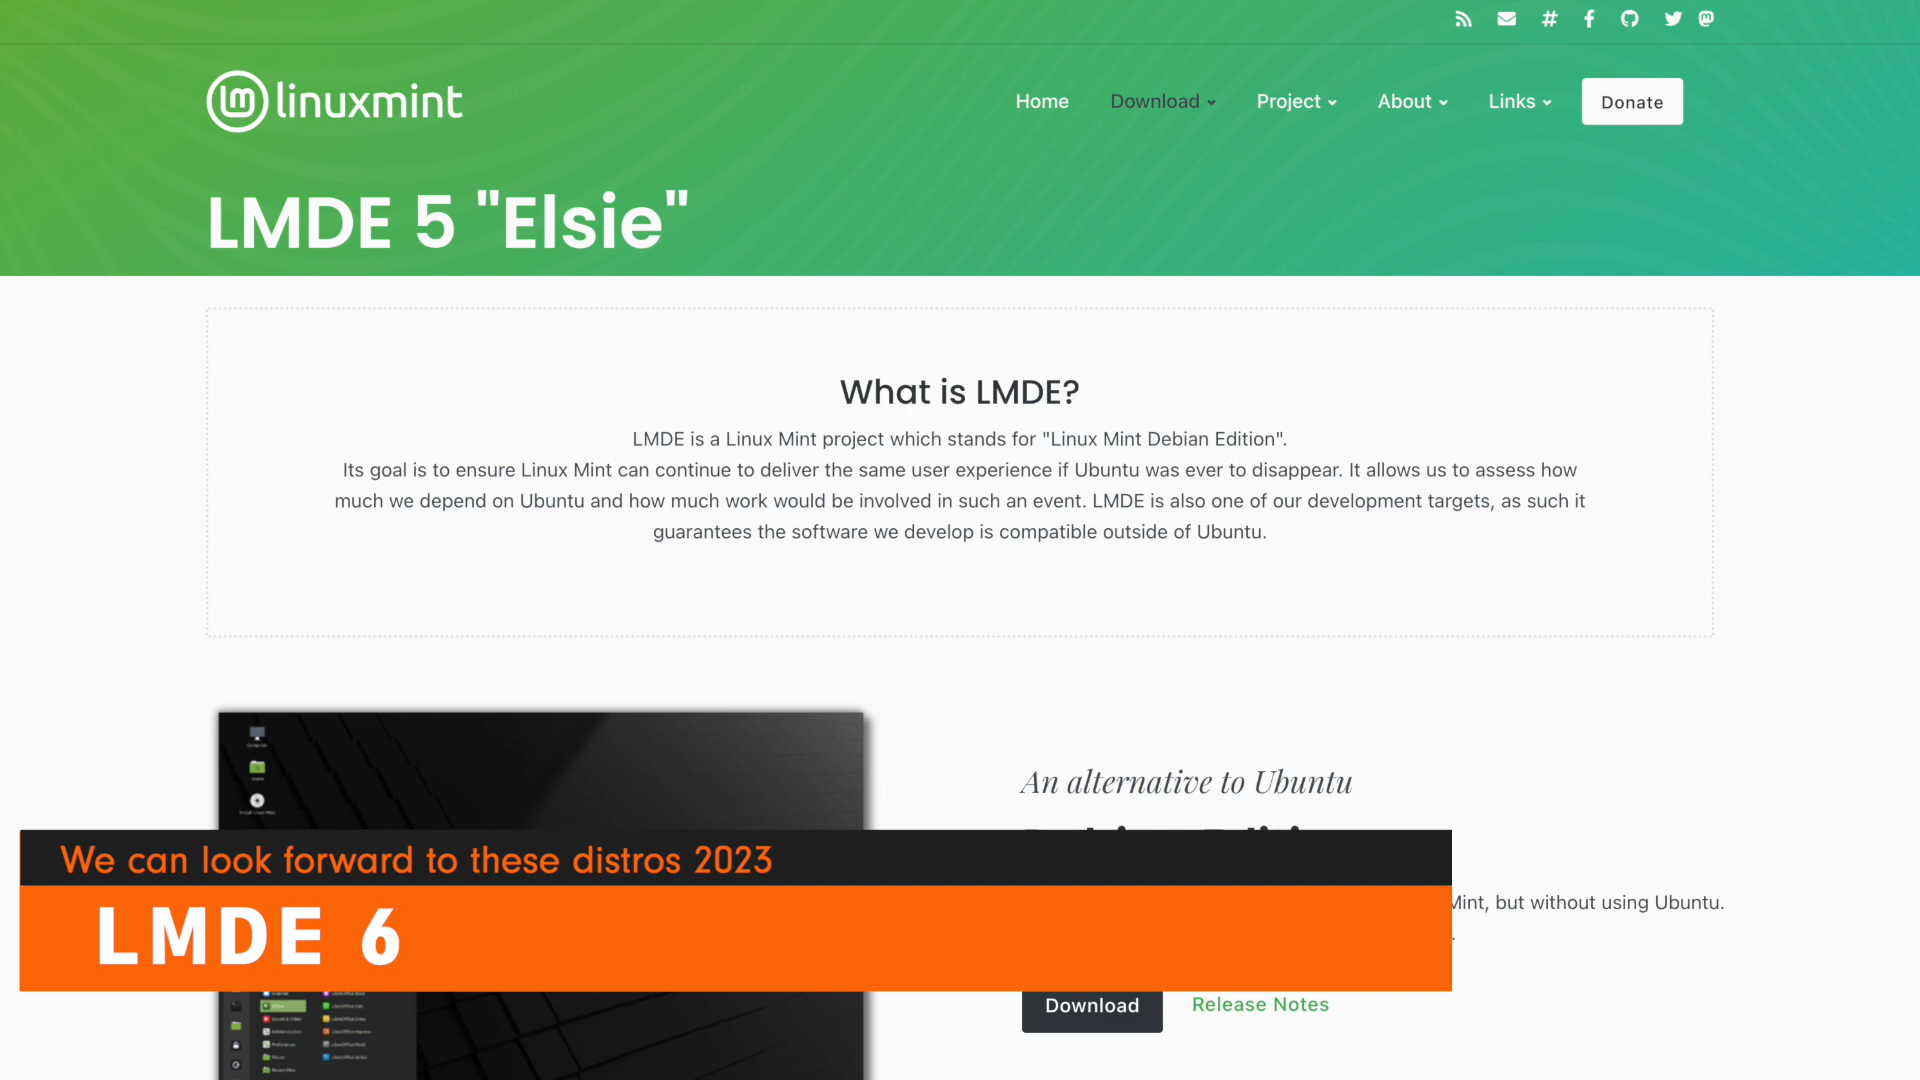 linuxmint
Home
Download
Project
About
Links
Donate
LMDE 5 "Elsie"
What is LMDE?
LMDE is a Linux Mint project which stands for "Linux Mint Debian Edition".
Its goal is to ensure Linux Mint can continue to deliver the same user experience if Ubuntu was ever to disappear. It allows us to assess how
much we depend on Ubuntu and how much work would be involved in such an event. LMDE is also one of our development targets, as such it
guarantees the software we develop is compatible outside of Ubuntu.
An alternative to Ubuntu
Mint, but without using Ubuntu.
We can look forward to these distros 2023
LMDE 6
Download
Release Notes